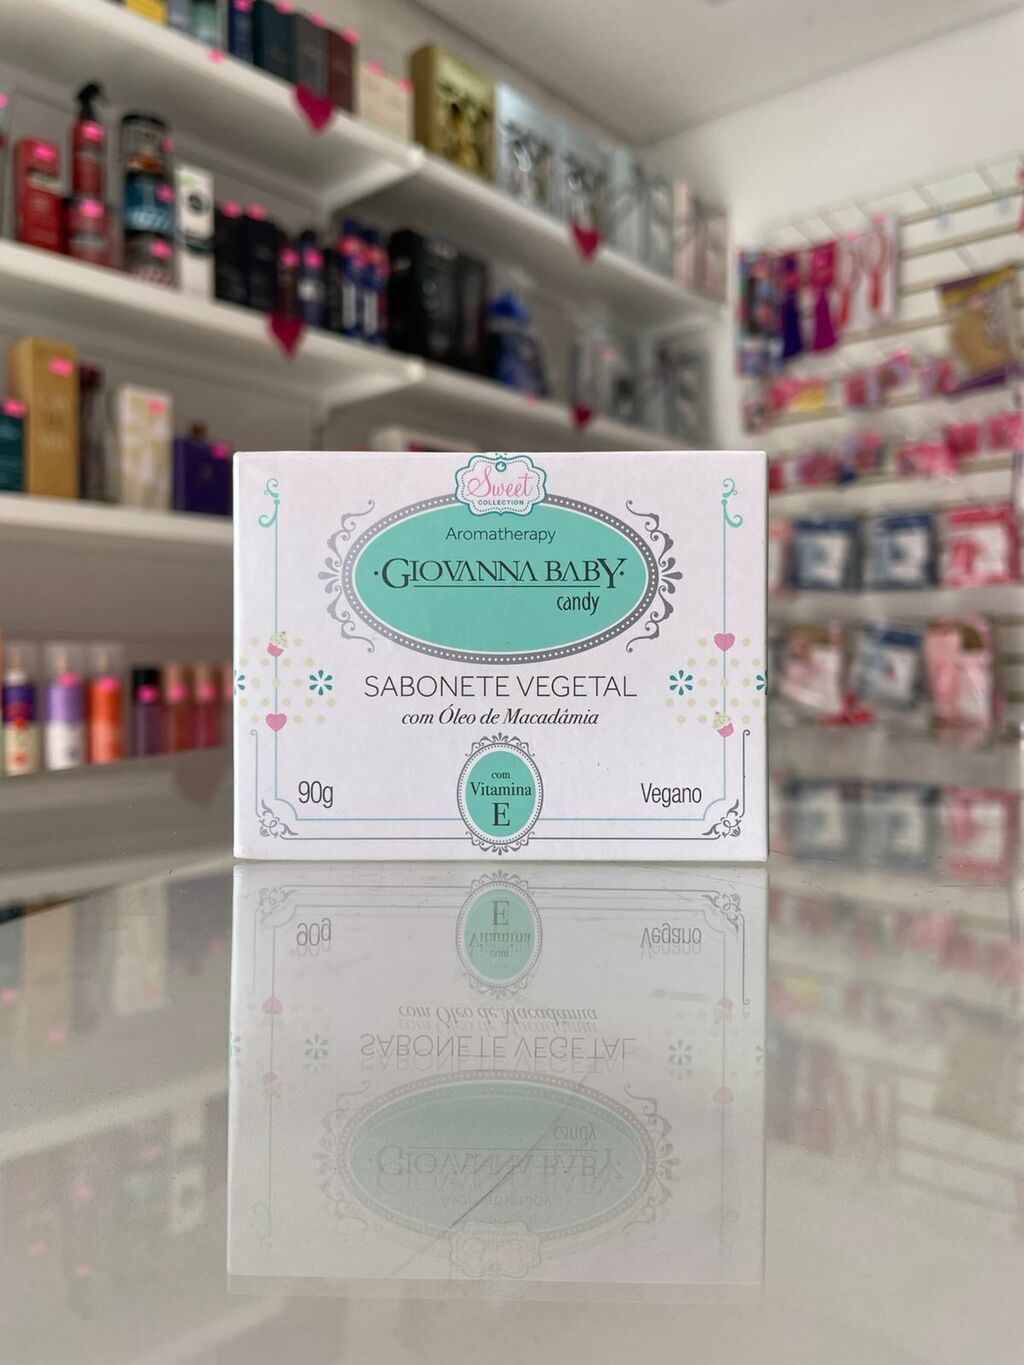 Sweet
COLLECTION
Aromatherapy
·GIOVANNA BABY·
candy
SABONETE VEGETAL
com Óleo de Macadâmia
com
Vitamina
E
90g
Vegano